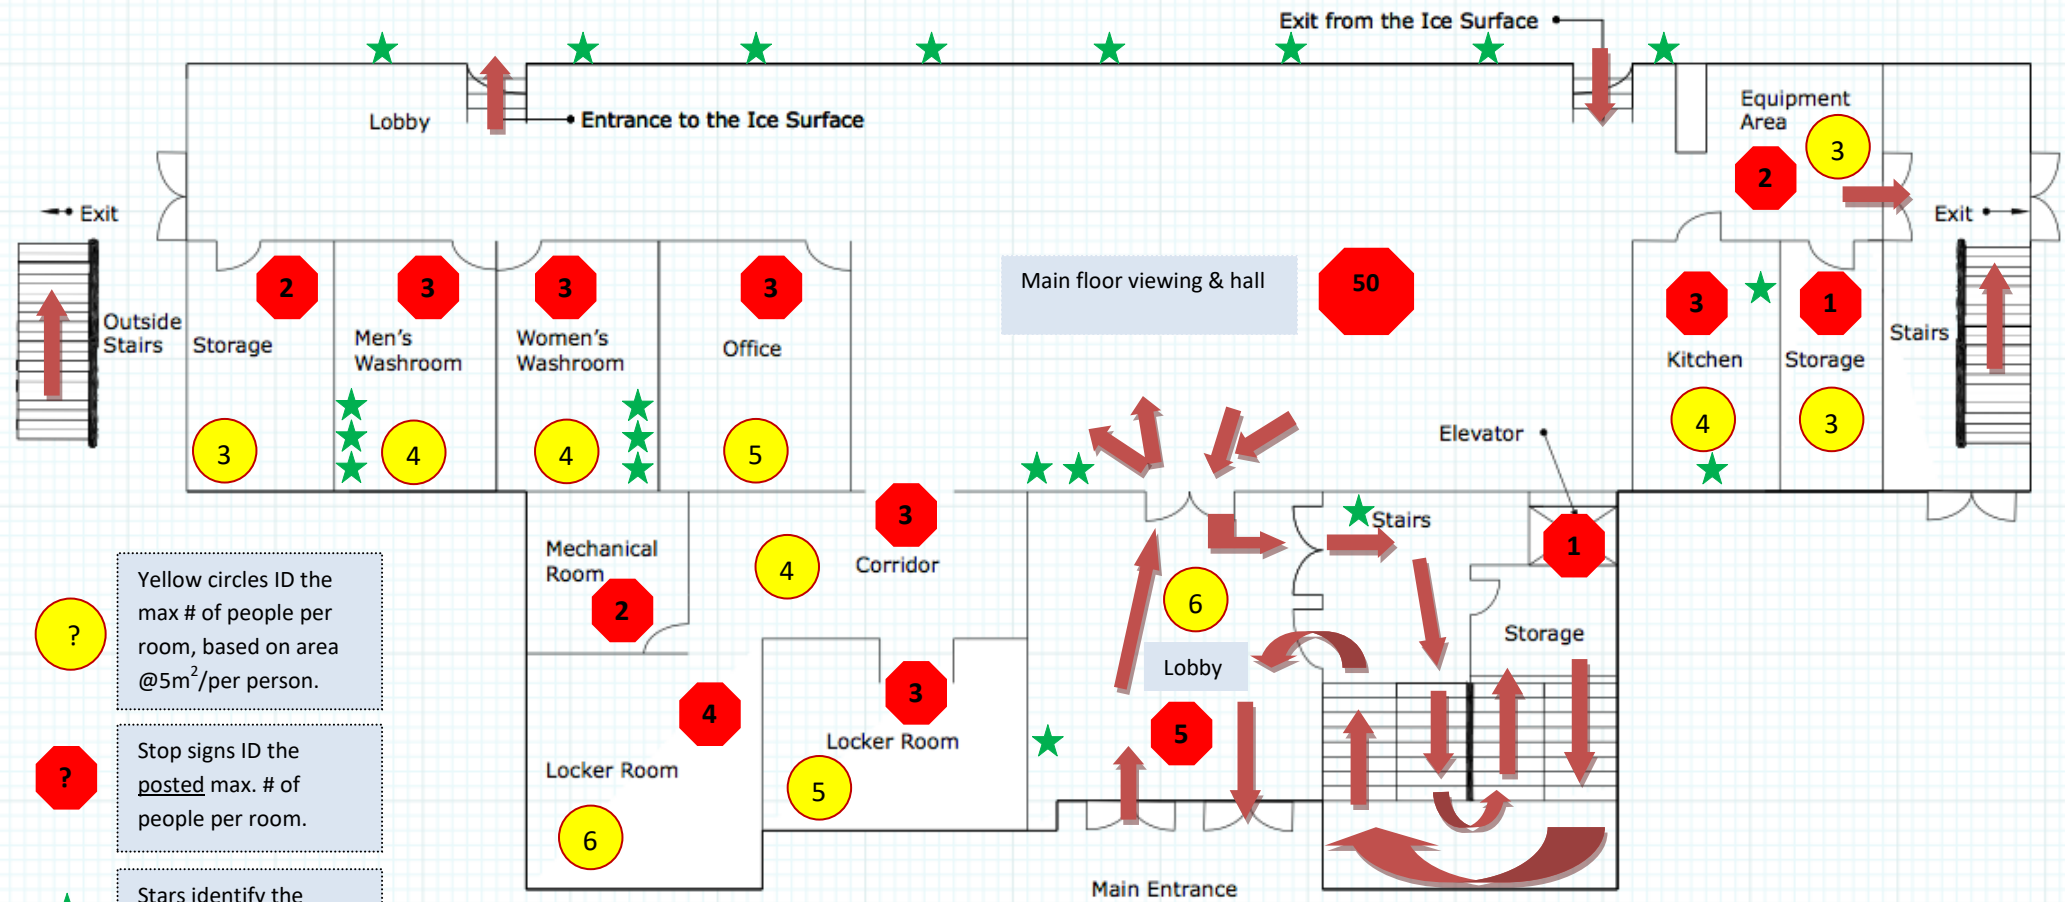 Exit from the Ice Surface
Lobby
Entrance to the Ice Surface
Equipment
Area
3
2
Exit
Exit
Main floor viewing & hall
50
2
3
3
3
3
1
Outside
Stairs
Storage
Men's
Washroom
Women's
Washroom
Office
Kitchen
Storage
Stairs
3
4
4
5
4
3
Elevator
3
Corridor
4
Mechanical
Room
2
Stairs
1
6
Lobby
5
Storage
4
Locker Room
6
3
Locker Room
5
Main Entrance
?
Yellow circles ID the
max # of people per
room, based on area
@5m²/per person.
?
Stop signs ID the
posted max. # of
people per room.
Stars identify the